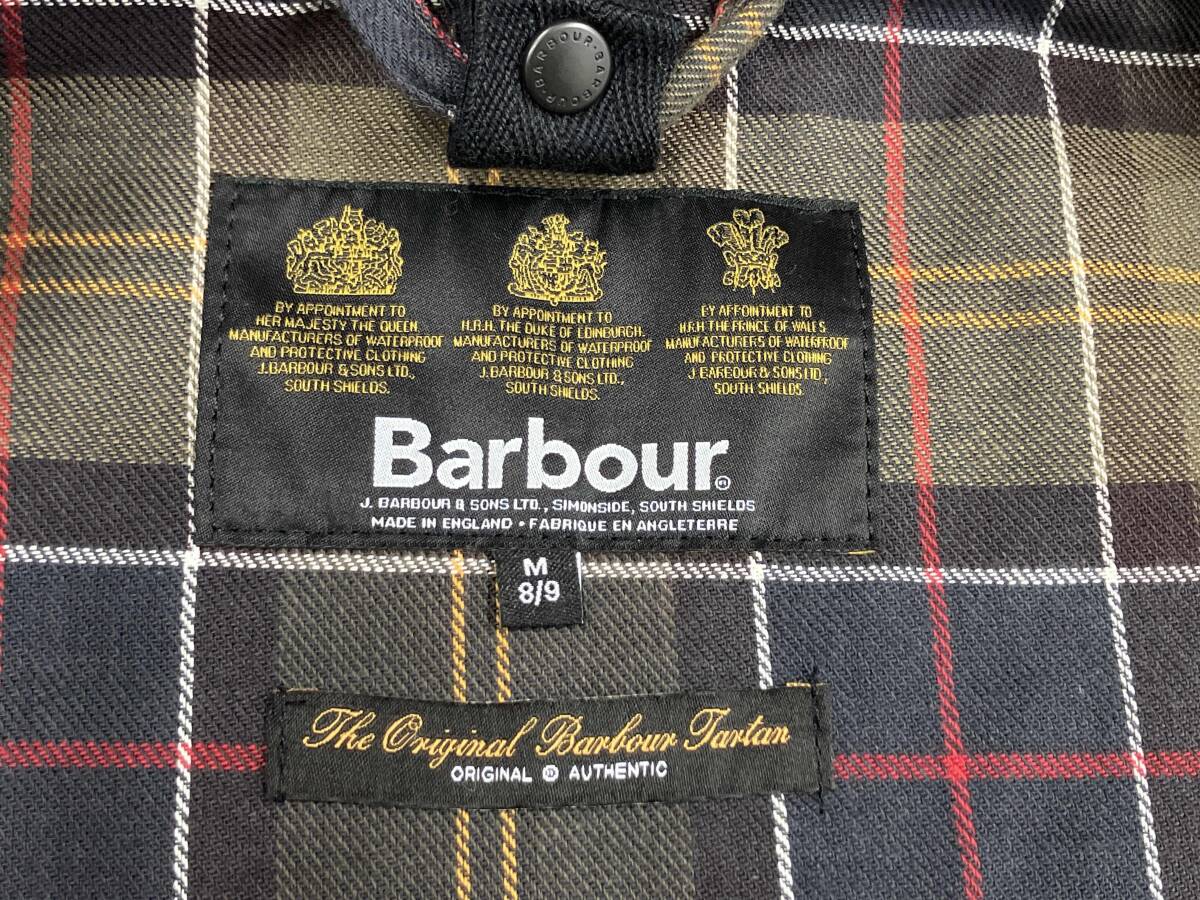 BARBOUR·BARBOUR·BARBOUR·
BY APPOINTMENT TO
HER MAJESTY THE QUEEN
MANUFACTURERS OF WATERPROOF
AND PROTECTIVE CLOTHING
J.BARBOUR & SONS LTD.,
SOUTH SHIELDS.
BY APPOINTMENT TO
H.R.H. THE DUKE OF EDINBURGH.
MANUFACTURERS OF WATERPROOF
AND PROTECTIVE CLOTHING
J.BARBOUR & SONS LTD.,
SOUTH SHIELDS.
BY APPOINTMENT TO
H.R.H THE PRINCE OF WALES
MANUFACTURERS OF WATERPROOF
AND PROTECTIVE CLOTHING
J BARBOUR & SONS LTD,
SOUTH SHIELDS.
Barbour®
J. BARBOUR & SONS LTD., SIMONSIDE, SOUTH SHIELDS
MADE IN ENGLAND • FABRIQUE EN ANGLETERRE
M
8/9
The Original Barbour Tartan
ORIGINAL AUTHENTIC